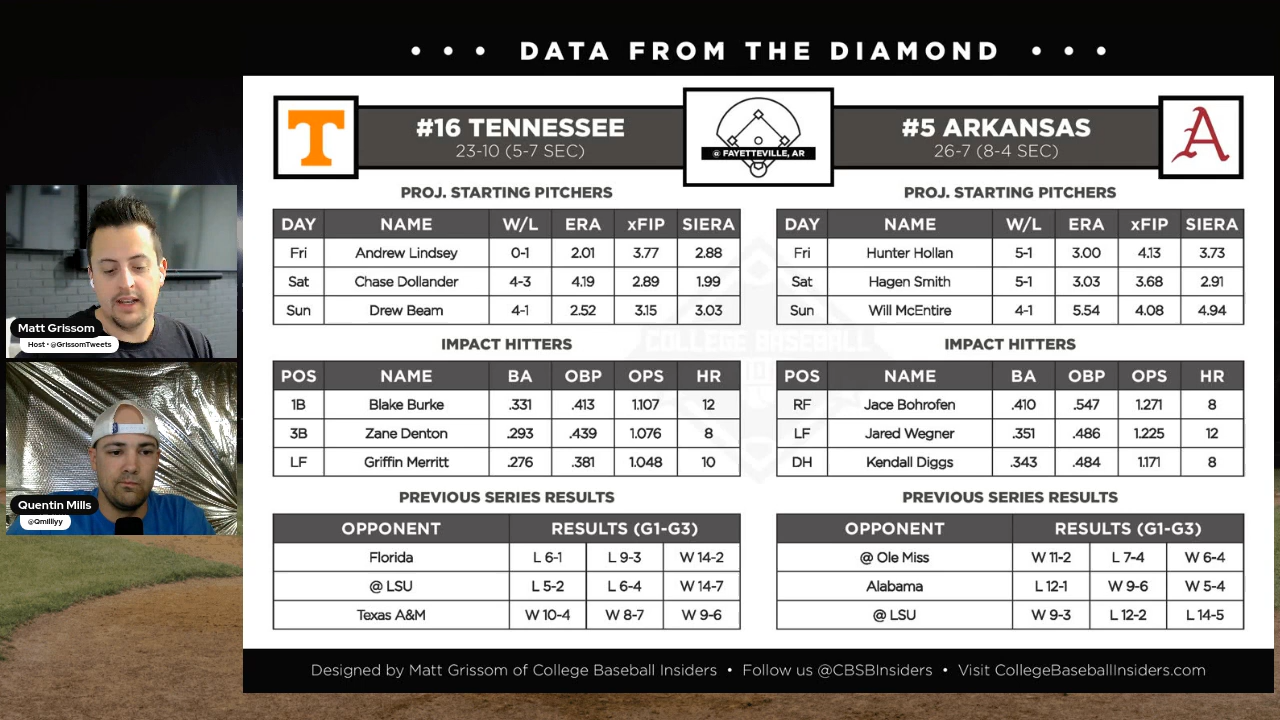 • • • DATA FROM THE DIAMOND • • •
T
#16 TENNESSEE
23-10 (5-7 SEC)
@ FAYETTEVILLE, AR
#5 ARKANSAS
26-7 (8-4 SEC)
A
PROJ. STARTING PITCHERS
DAY NAME W/L ERA xFIP SIERA
Fri Andrew Lindsey 0-1 2.01 3.77 2.88
Sat Chase Dollander 4-3 4.19 2.89 1.99
Sun Drew Beam 4-1 2.52 3.15 3.03
IMPACT HITTERS
POS NAME BA OBP OPS HR
1B Blake Burke .331 .413 1.107 12
3B Zane Denton .293 .439 1.076 8
LF Griffin Merritt .276 .381 1.048 10
PREVIOUS SERIES RESULTS
OPPONENT RESULTS (G1-G3)
Florida L 6-1 L 9-3 W 14-2
@ LSU L 5-2 L 6-4 W 14-7
Texas A&M W 10-4 W 8-7 W 9-6
PROJ. STARTING PITCHERS
DAY NAME W/L ERA xFIP SIERA
Fri Hunter Hollan 5-1 3.00 4.13 3.73
Sat Hagen Smith 5-1 3.03 3.68 2.91
Sun Will McEntire 4-1 5.54 4.08 4.94
IMPACT HITTERS
POS NAME BA OBP OPS HR
RF Jace Bohrofen .410 .547 1.271 8
LF Jared Wegner .351 .486 1.225 12
DH Kendall Diggs .343 .484 1.171 8
PREVIOUS SERIES RESULTS
OPPONENT RESULTS (G1-G3)
@ Ole Miss W 11-2 L 7-4 W 6-4
Alabama L 12-1 W 9-6 W 5-4
@ LSU W 9-3 L 12-2 L 14-5
COLLEGE BASEBALL
Matt Grissom
Host • @GrissomTweets
Quentin Mills
@Qmillyy
Designed by Matt Grissom of College Baseball Insiders • Follow us @CBSBInsiders • Visit CollegeBaseballInsiders.com